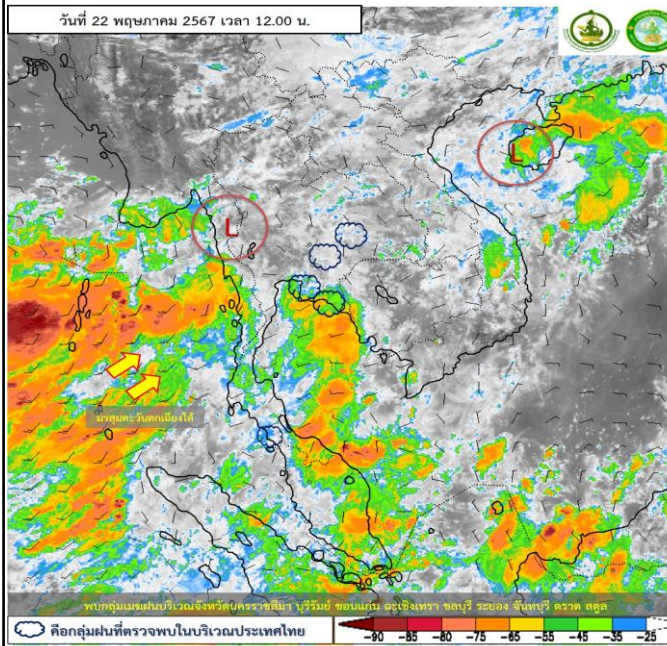 วันที่ 22 พฤษภาคม 2567 เวลา 12.00 น.
L
L
มรสุมตะวันตกเฉียงใต้
พบกลุ่มเมฆฝนบริเวณจังหวัดนครราชสีมา บุรีรัมย์ ขอนแก่น ฉะเชิงเทรา ชลบุรี ระยอง จันทบุรี ตราด สตูล
คือกลุ่มฝนที่ตรวจพบในบริเวณประเทศไทย
-90 -85 -80 -75 -65 -55 -45 -35 -25